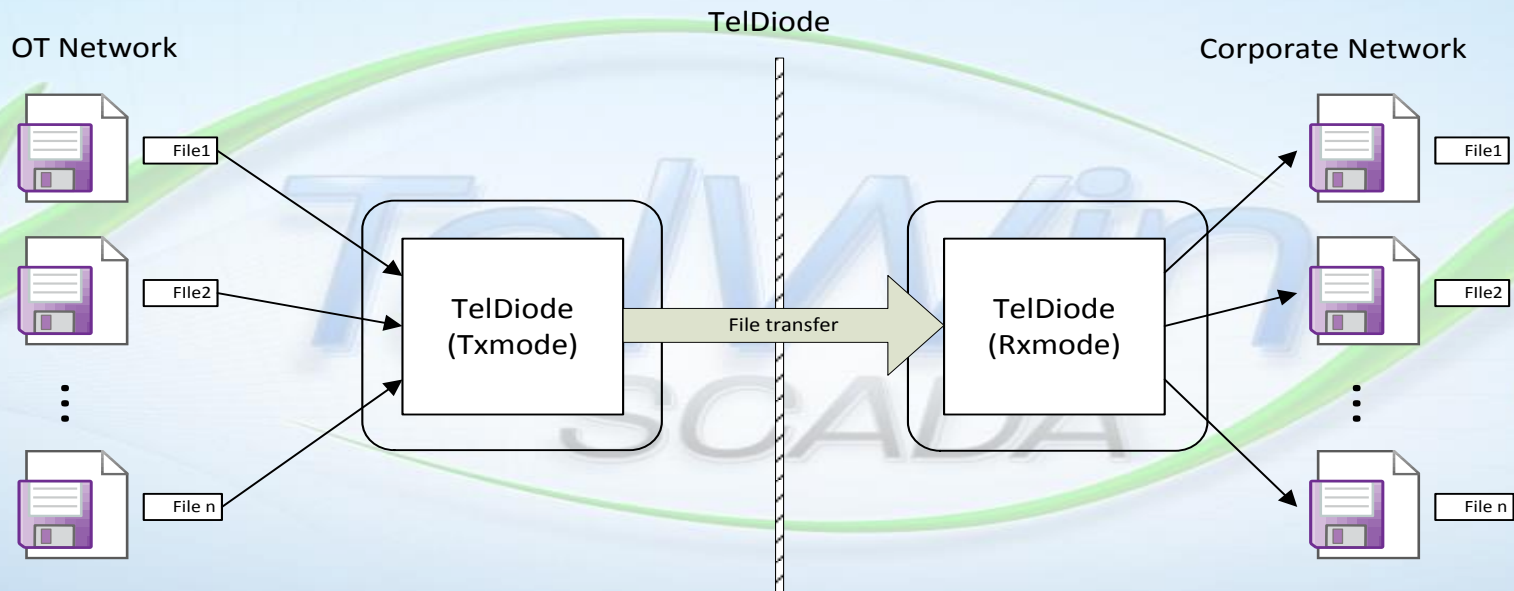 TelDiode
OT Network
Corporate Network
File1
File1
TelWin
SCADA
FIle2
FIle2
TelDiode
(Txmode)
File transfer
TelDiode
(Rxmode)
File n
File n